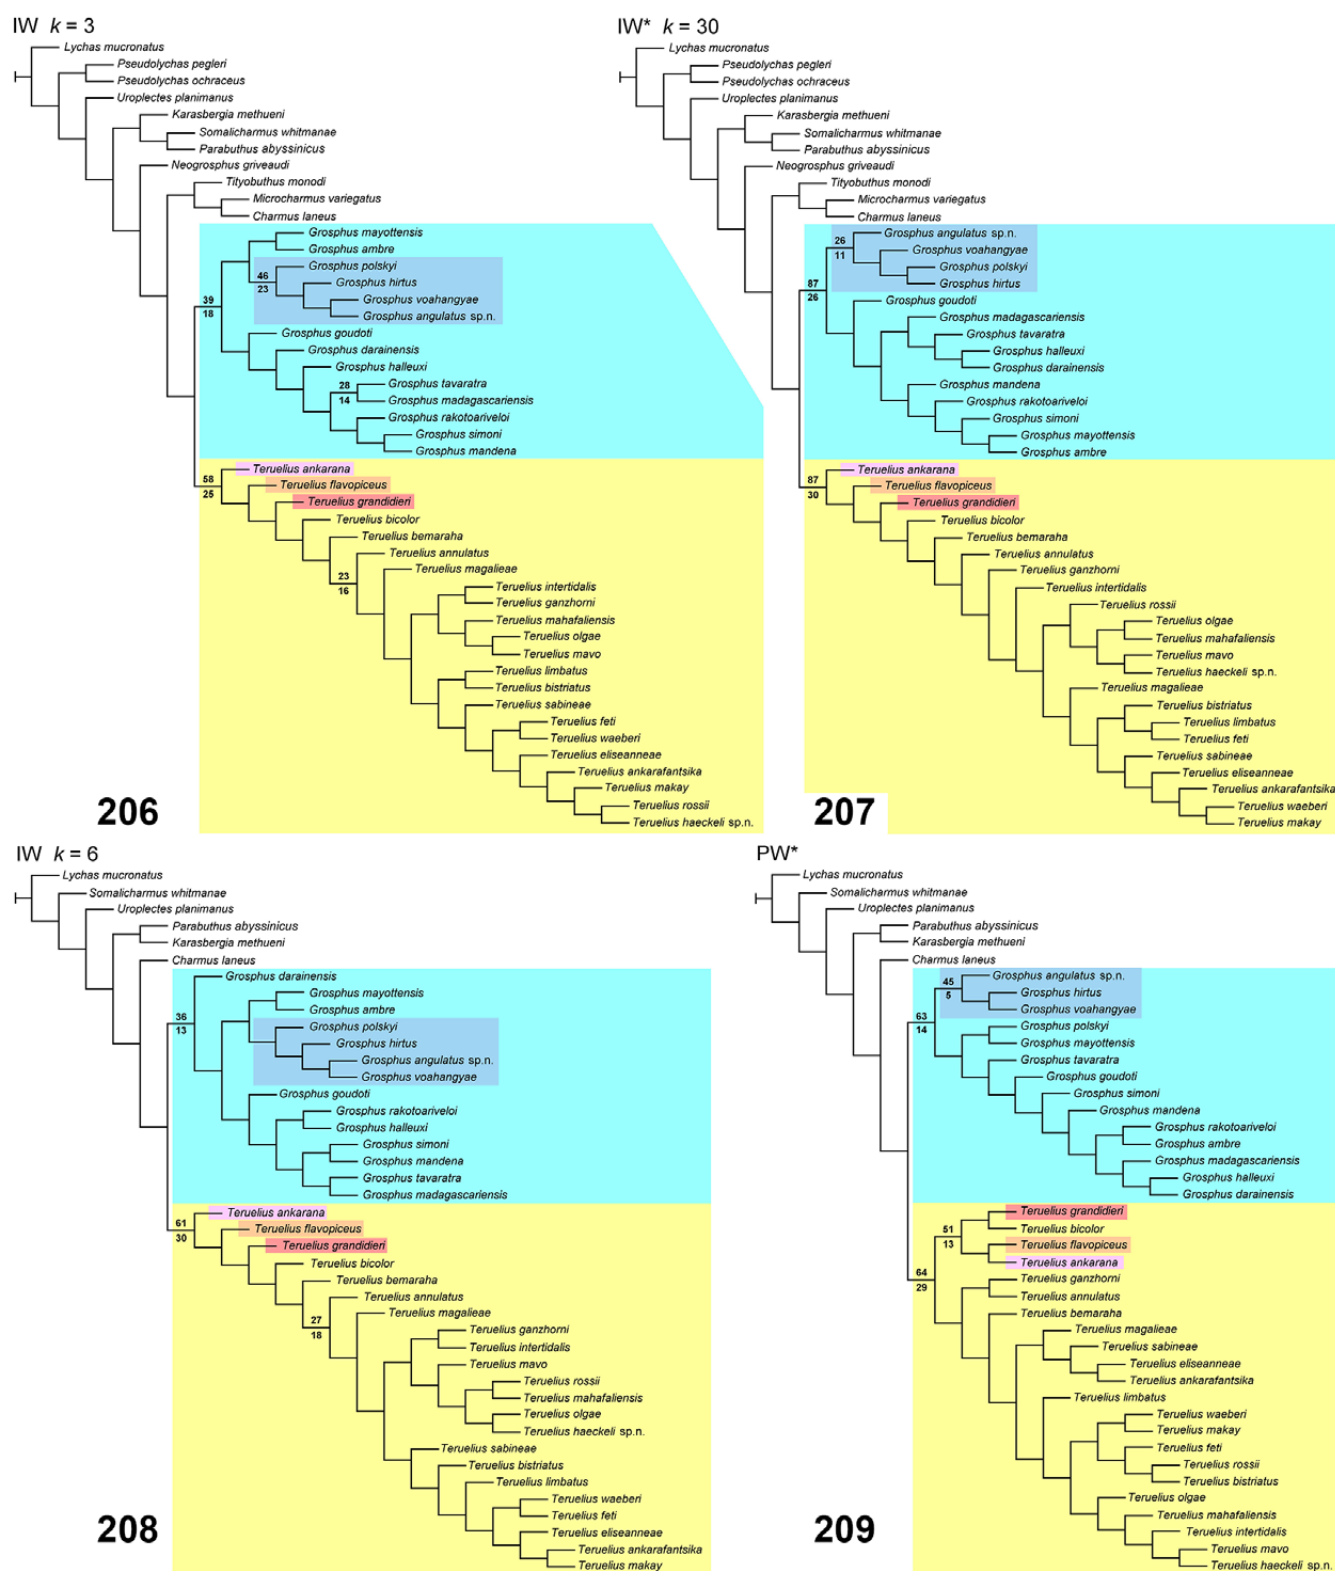 IW k = 3
Lychas mucronatus
Pseudolychas pegleri
Pseudolychas ochraceus
Uroplectes planimanus
Karasbergia methueni
Somalicharmus whitmanae
Parabuthus abyssinicus
Neogrosphus griveaudi
Tityobuthus monodi
Microcharmus variegatus
Charmus laneus
Grosphus mayottensis
Grosphus ambre
Grosphus polskyi
46
23
Grosphus hirtus
39
18
Grosphus voahangyae
Grosphus angulatus sp.n.
Grosphus goudoti
Grosphus darainensis
Grosphus halleuxi
28
14
Grosphus tavaratra
Grosphus madagascariensis
Grosphus rakotoariveloi
Grosphus simoni
Grosphus mandena
Teruelius ankarana
58
25
Teruelius flavopiceus
Teruelius grandidieri
Teruelius bicolor
Teruelius bemaraha
Teruelius annulatus
23
16
Teruelius magalieae
Teruelius intertidalis
Teruelius ganzhorni
Teruelius mahafaliensis
Teruelius olgae
Teruelius mavo
Teruelius limbatus
Teruelius bistriatus
Teruelius sabineae
Teruelius feti
Teruelius waeberi
Teruelius eliseanneae
Teruelius ankarafantsika
Teruelius makay
Teruelius rossii
Teruelius haeckeli sp.n.
206
IW* k = 30
Lychas mucronatus
Pseudolychas pegleri
Pseudolychas ochraceus
Uroplectes planimanus
Karasbergia methueni
Somalicharmus whitmanae
Parabuthus abyssinicus
Neogrosphus griveaudi
Tityobuthus monodi
Microcharmus variegatus
Charmus laneus
Grosphus angulatus sp.n.
26
11
Grosphus voahangyae
Grosphus polskyi
Grosphus hirtus
87
26
Grosphus goudoti
Grosphus madagascariensis
Grosphus tavaratra
Grosphus halleuxi
Grosphus darainensis
Grosphus mandena
Grosphus rakotoariveloi
Grosphus simoni
Grosphus mayottensis
Grosphus ambre
Teruelius ankarana
87
30
Teruelius flavopiceus
Teruelius grandidieri
Teruelius bicolor
Teruelius bemaraha
Teruelius annulatus
Teruelius ganzhorni
Teruelius intertidalis
Teruelius rossii
Teruelius olgae
Teruelius mahafaliensis
Teruelius mavo
Teruelius haeckeli sp.n.
Teruelius magalieae
Teruelius bistriatus
Teruelius limbatus
Teruelius feti
Teruelius sabineae
Teruelius eliseanneae
Teruelius ankarafantsika
Teruelius waeberi
Teruelius makay
207
IW k = 6
Lychas mucronatus
Somalicharmus whitmanae
Uroplectes planimanus
Parabuthus abyssinicus
Karasbergia methueni
Charmus laneus
Grosphus darainensis
Grosphus mayottensis
Grosphus ambre
36
13
Grosphus polskyi
Grosphus hirtus
Grosphus angulatus sp.n.
Grosphus voahangyae
Grosphus goudoti
Grosphus rakotoariveloi
Grosphus halleuxi
Grosphus simoni
Grosphus mandena
Grosphus tavaratra
Grosphus madagascariensis
Teruelius ankarana
61
30
Teruelius flavopiceus
Teruelius grandidieri
Teruelius bicolor
Teruelius bemaraha
Teruelius annulatus
27
18
Teruelius magalieae
Teruelius ganzhorni
Teruelius intertidalis
Teruelius mavo
Teruelius rossii
Teruelius mahafaliensis
Teruelius olgae
Teruelius haeckeli sp.n.
Teruelius sabineae
Teruelius bistriatus
Teruelius limbatus
Teruelius waeberi
Teruelius feti
Teruelius eliseanneae
Teruelius ankarafantsika
Teruelius makay
208
PW*
Lychas mucronatus
Somalicharmus whitmanae
Uroplectes planimanus
Parabuthus abyssinicus
Karasbergia methueni
Charmus laneus
Grosphus angulatus sp.n.
45
5
Grosphus hirtus
Grosphus voahangyae
63
14
Grosphus polskyi
Grosphus mayottensis
Grosphus tavaratra
Grosphus goudoti
Grosphus simoni
Grosphus mandena
Grosphus rakotoariveloi
Grosphus ambre
Grosphus madagascariensis
Grosphus halleuxi
Grosphus darainensis
Teruelius grandidieri
51
13
Teruelius bicolor
Teruelius flavopiceus
Teruelius ankarana
64
29
Teruelius ganzhorni
Teruelius annulatus
Teruelius bemaraha
Teruelius magalieae
Teruelius sabineae
Teruelius eliseanneae
Teruelius ankarafantsika
Teruelius limbatus
Teruelius waeberi
Teruelius makay
Teruelius feti
Teruelius rossii
Teruelius bistriatus
Teruelius olgae
Teruelius mahafaliensis
Teruelius intertidalis
Teruelius mavo
Teruelius haeckeli sp.n.
209